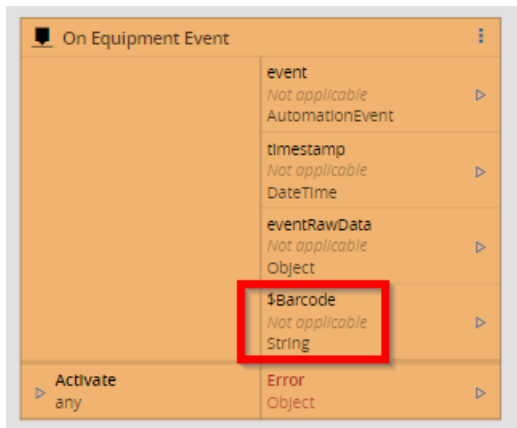 On Equipment Event
event
Not applicable
AutomationEvent
timestamp
Not applicable
DateTime
eventRawData
Not applicable
Object
$Barcode
Not applicable
String
Activate
any
Error
Object